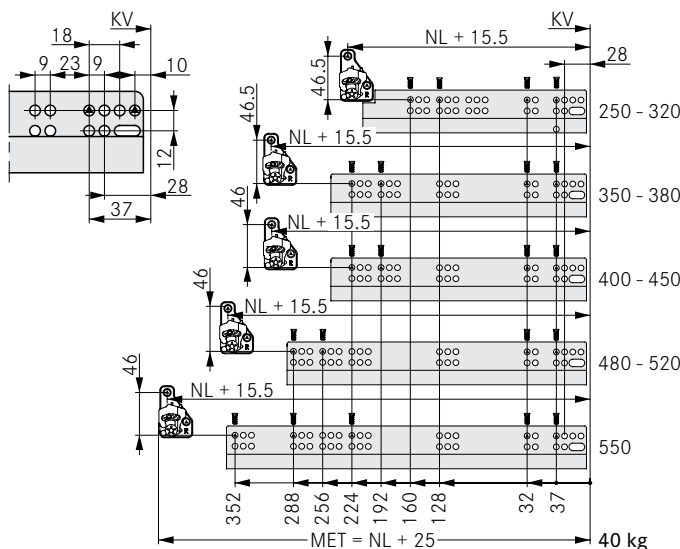 KV
18
9
23
9
10
12
28
37
KV
NL + 15.5
28
46.5
250 - 320
NL + 15.5
46.5
350 - 380
NL + 15.5
46
400 - 450
NL + 15.5
46
480 - 520
NL + 15.5
46
550
R
R
R
R
R
352
288
256
224
192
160
128
32
37
MET = NL + 25
40 kg